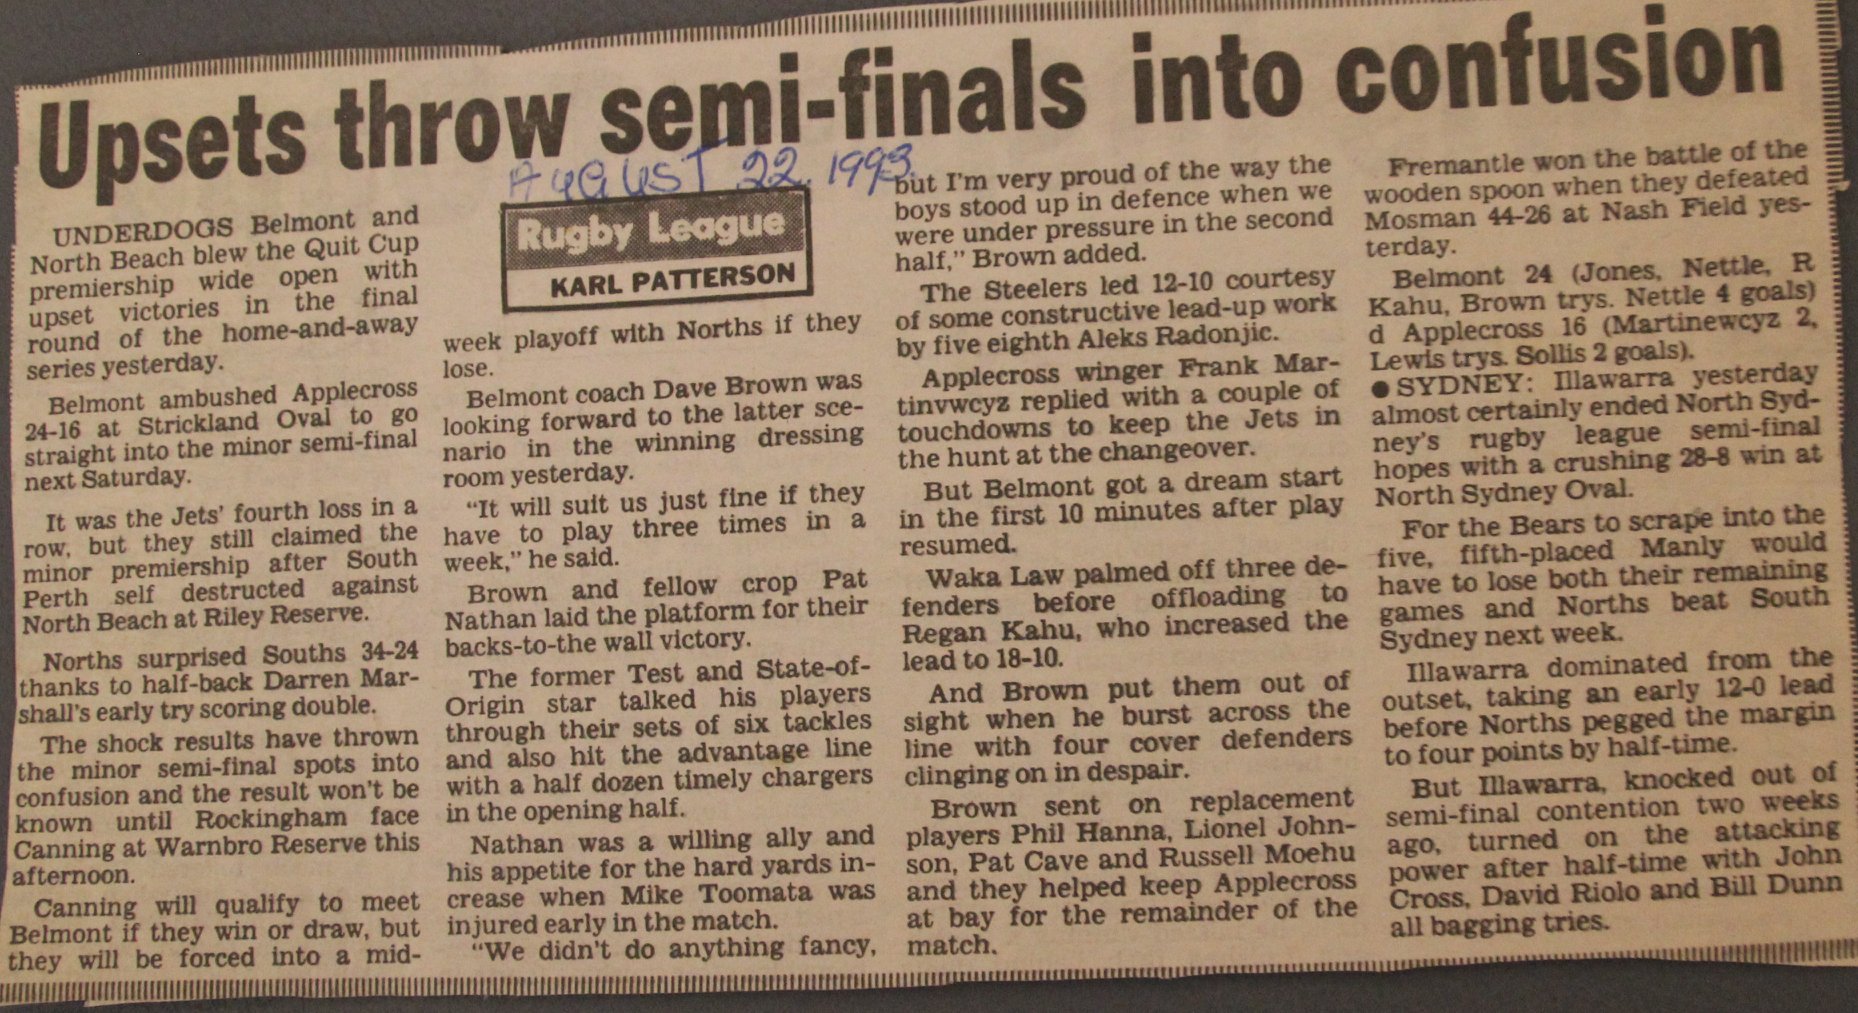 Upsets throw semi-finals into confusion
AUGUST 22. 1993.
UNDERDOGS Belmont and
North Beach blew the Quit Cup
premiership wide open with
upset victories in the final
round of the home-and-away
series yesterday.
Belmont ambushed Applecross
24-16 at Strickland Oval to go
straight into the minor semi-final
next Saturday.
It was the Jets' fourth loss in a
row, but they still claimed the
minor premiership after South
Perth self destructed against
North Beach at Riley Reserve.
Norths surprised Souths 34-24
thanks to half-back Darren Mar-
shall's early try scoring double.
The shock results have thrown
the minor semi-final spots into
confusion and the result won't be
known until Rockingham face
Canning at Warnbro Reserve this
afternoon.
Canning will qualify to meet
Belmont if they win or draw, but
they will be forced into a mid-
Rugby League
KARL PATTERSON
week playoff with Norths if they
lose.
Belmont coach Dave Brown was
looking forward to the latter sce-
nario in the winning dressing
room yesterday.
"It will suit us just fine if they
have to play three times in a
week," he said.
Brown and fellow crop Pat
Nathan laid the platform for their
backs-to-the wall victory.
The former Test and State-of-
Origin star talked his players
through their sets of six tackles
and also hit the advantage line
with a half dozen timely chargers
in the opening half.
Nathan was a willing ally and
his appetite for the hard yards in-
crease when Mike Toomata was
injured early in the match.
"We didn't do anything fancy,
but I'm very proud of the way the
boys stood up in defence when we
were under pressure in the second
half," Brown added.
The Steelers led 12-10 courtesy
of some constructive lead-up work
by five eighth Aleks Radonjic.
Applecross winger Frank Mar-
tinvwcyz replied with a couple of
touchdowns to keep the Jets in
the hunt at the changeover.
But Belmont got a dream start
in the first 10 minutes after play
resumed.
Waka Law palmed off three de-
fenders before offloading to
Regan Kahu, who increased the
lead to 18-10.
And Brown put them out of
sight when he burst across the
line with four cover defenders
clinging on in despair.
Brown sent on replacement
players Phil Hanna, Lionel John-
son, Pat Cave and Russell Moehu
and they helped keep Applecross
at bay for the remainder of the
match.
Fremantle won the battle of the
wooden spoon when they defeated
Mosman 44-26 at Nash Field yes-
terday.
Belmont 24 (Jones, Nettle, R
Kahu, Brown trys. Nettle 4 goals)
d Applecross 16 (Martinewcyz 2,
Lewis trys. Sollis 2 goals).
● SYDNEY: Illawarra yesterday
almost certainly ended North Syd-
ney's rugby league semi-final
hopes with a crushing 28-8 win at
North Sydney Oval.
For the Bears to scrape into the
five, fifth-placed Manly would
have to lose both their remaining
games and Norths beat South
Sydney next week.
Illawarra dominated from the
outset, taking an early 12-0 lead
before Norths pegged the margin
to four points by half-time.
But Illawarra, knocked out of
semi-final contention two weeks
ago, turned on the attacking
power after half-time with John
Cross, David Riolo and Bill Dunn
all bagging tries.